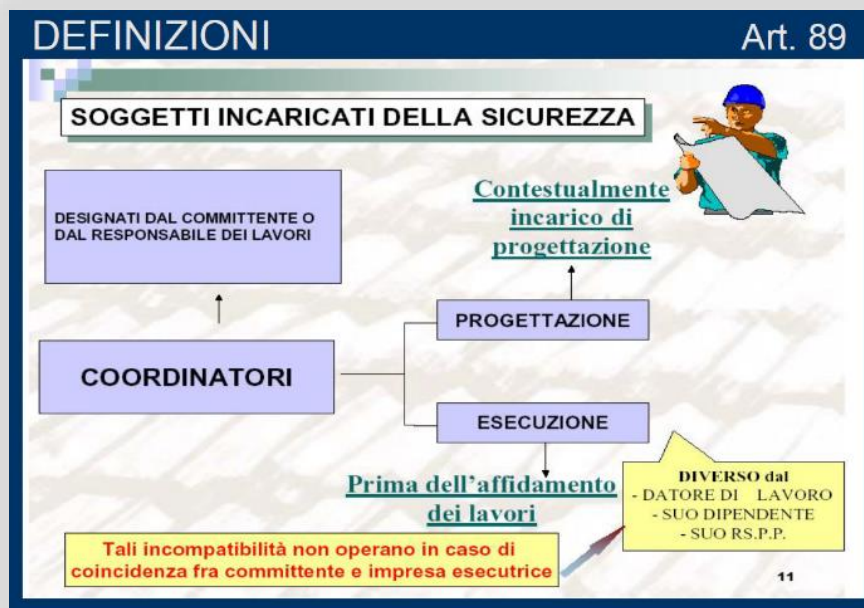 DEFINIZIONI
Art. 89
SOGGETTI INCARICATI DELLA SICUREZZA
DESIGNATI DAL COMMITTENTE O
DAL RESPONSABILE DEI LAVORI
Contestualmente
incarico di
progettazione
PROGETTAZIONE
COORDINATORI
ESECUZIONE
Prima dell'affidamento
dei lavori
DIVERSO dal
- DATORE DI LAVORO
- SUO DIPENDENTE
- SUO RS.P.P.
Tali incompatibilità non operano in caso di
coincidenza fra committente e impresa esecutrice
11